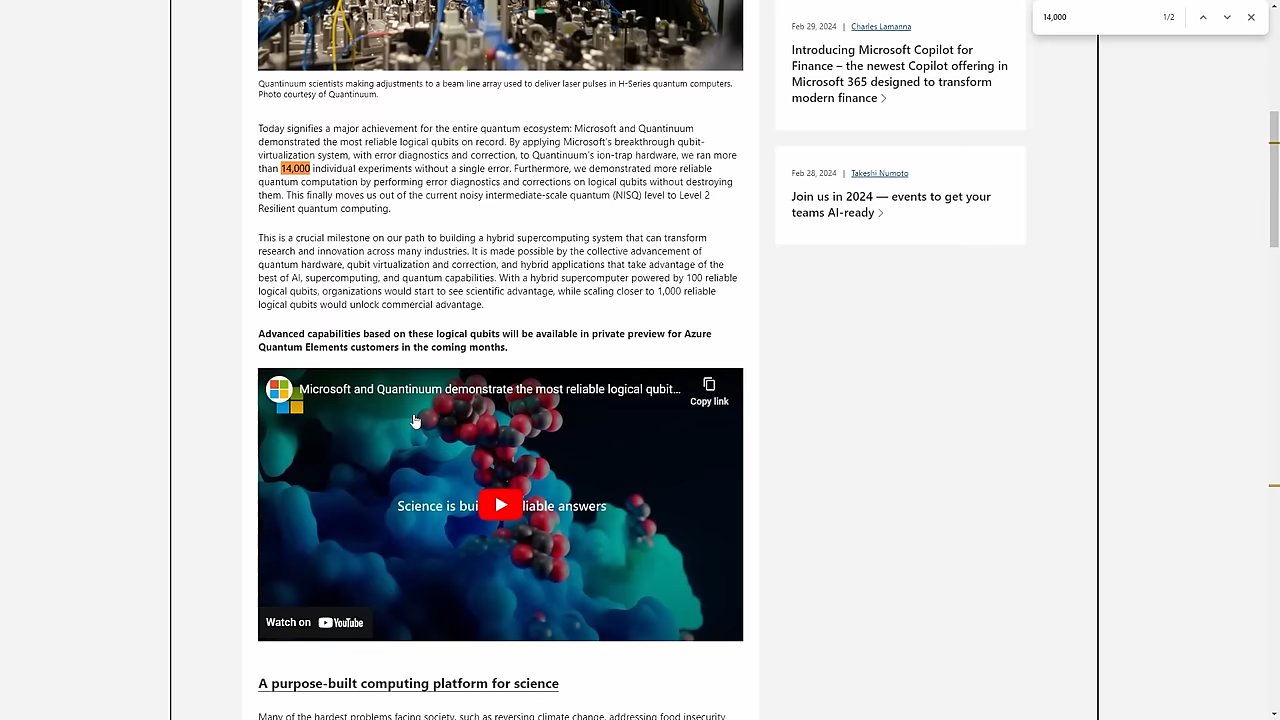 14,000
1/2
Feb 29, 2024 | Charles Lamanna
Introducing Microsoft Copilot for
Finance – the newest Copilot offering in
Microsoft 365 designed to transform
modern finance
Feb 28, 2024 | Takeshi Numoto
Join us in 2024 — events to get your
teams AI-ready
Quantinuum scientists making adjustments to a beam line array used to deliver laser pulses in H-Series quantum computers.
Photo courtesy of Quantinuum.
Today signifies a major achievement for the entire quantum ecosystem: Microsoft and Quantinuum
demonstrated the most reliable logical qubits on record. By applying Microsoft's breakthrough qubit-
virtualization system, with error diagnostics and correction, to Quantinuum's ion-trap hardware, we ran more
than 14,000 individual experiments without a single error. Furthermore, we demonstrated more reliable
quantum computation by performing error diagnostics and corrections on logical qubits without destroying
them. This finally moves us out of the current noisy intermediate-scale quantum (NISQ) level to Level 2
Resilient quantum computing.
This is a crucial milestone on our path to building a hybrid supercomputing system that can transform
research and innovation across many industries. It is made possible by the collective advancement of
quantum hardware, qubit virtualization and correction, and hybrid applications that take advantage of the
best of AI, supercomputing, and quantum capabilities. With a hybrid supercomputer powered by 100 reliable
logical qubits, organizations would start to see scientific advantage, while scaling closer to 1,000 reliable
logical qubits would unlock commercial advantage.
Advanced capabilities based on these logical qubits will be available in private preview for Azure
Quantum Elements customers in the coming months.
Microsoft and Quantinuum demonstrate the most reliable logical qubit...
Copy link
Science is bui liable answers
Watch on YouTube
A purpose-built computing platform for science
Many of the hardest problems facing society, such as reversing climate change, addressing food insecurity